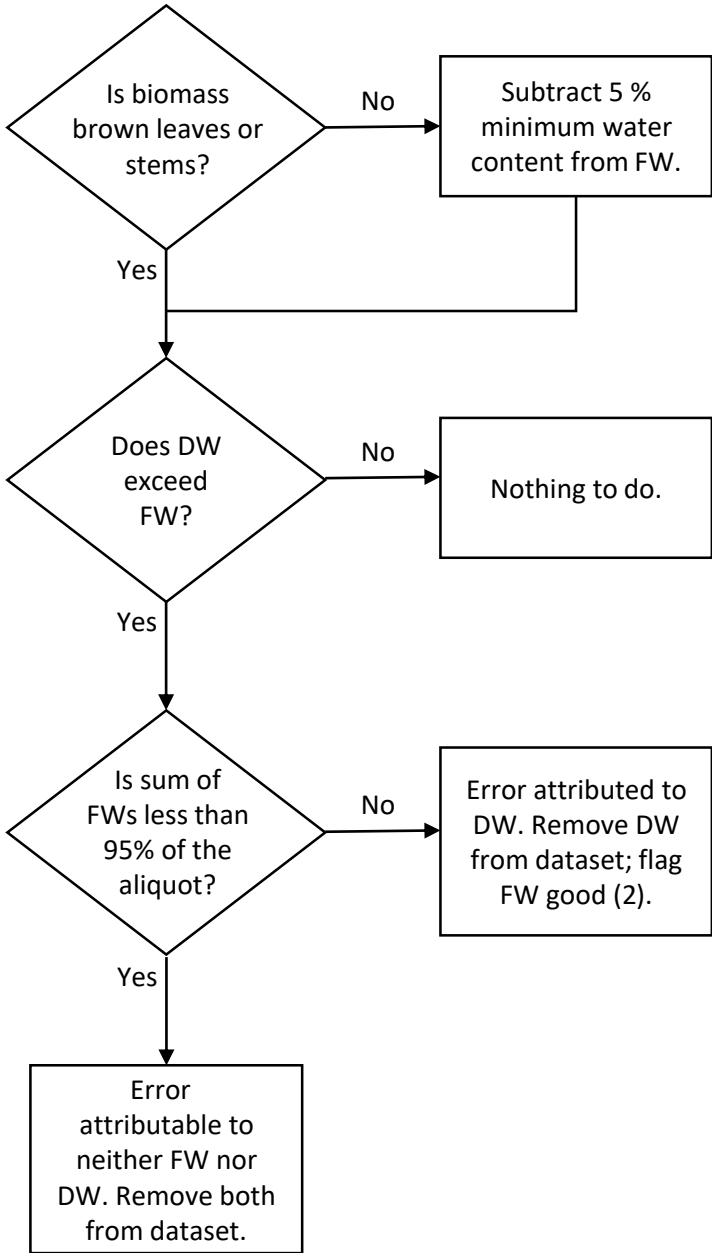 Is biomass
brown leaves or
stems?
No
Subtract 5 %
minimum water
content from FW.
Yes
Does DW
exceed
FW?
No
Nothing to do.
Yes
Is sum of
FWs less than
95% of the
aliquot?
No
Error attributed to
DW. Remove DW
from dataset; flag
FW good (2).
Yes
Error
attributable to
neither FW nor
DW. Remove both
from dataset.